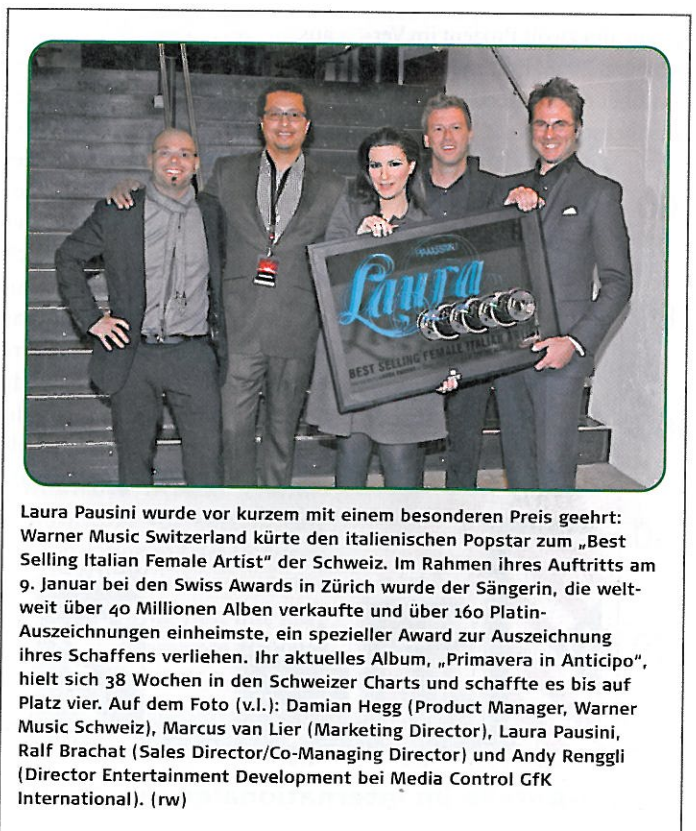 PAUSINI
Laura
BEST SELLING FEMALE ITALIAN
Laura Pausini wurde vor kurzem mit einem besonderen Preis geehrt:
Warner Music Switzerland kürte den italienischen Popstar zum „Best
Selling Italian Female Artist“ der Schweiz. Im Rahmen ihres Auftritts am
9. Januar bei den Swiss Awards in Zürich wurde der Sängerin, die welt-
weit über 40 Millionen Alben verkaufte und über 160 Platin-
Auszeichnungen einheimste, ein spezieller Award zur Auszeichnung
ihres Schaffens verliehen. Ihr aktuelles Album, „Primavera in Anticipo“,
hielt sich 38 Wochen in den Schweizer Charts und schaffte es bis auf
Platz vier. Auf dem Foto (v.l.): Damian Hegg (Product Manager, Warner
Music Schweiz), Marcus van Lier (Marketing Director), Laura Pausini,
Ralf Brachat (Sales Director/Co-Managing Director) und Andy Renggli
(Director Entertainment Development bei Media Control GfK
International). (rw)